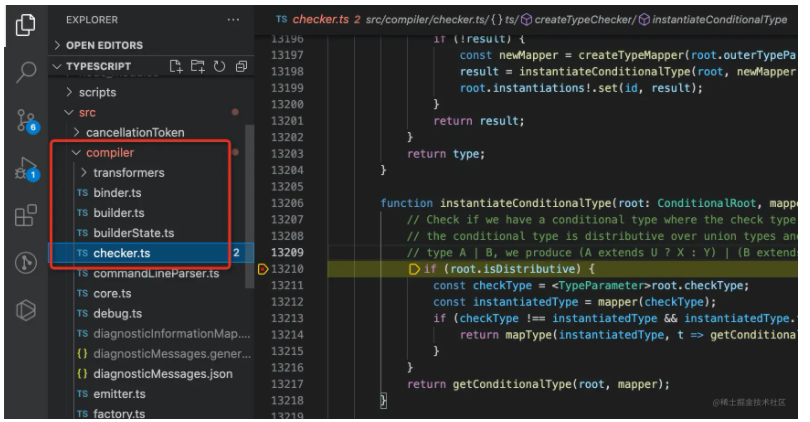 EXPLORER
...
TS checker.ts 2 src/compiler/checker.ts/{} ts/ createTypeChecker/ instantiateConditionalType
> OPEN EDITORS
TYPESCRIPT
> scripts
src
> cancellationToken
compiler
> transformers
TS binder.ts
TS builder.ts
TS builderState.ts
TS checker.ts 2
TS commandLineParser.ts
TS core.ts
TS debug.ts
TS diagnosticInformationMap....
{} diagnosticMessages.gener...
{} diagnosticMessages.json
TS emitter.ts
TS factory.ts
6
1
13196 if (!result) {
13197 const newMapper = createTypeMapper(root.outerTypePa
13198 result = instantiateConditionalType(root, newMapper
13199 root.instantiations!.set(id, result);
13200 }
13201 return result;
13202 }
13203 return type;
13204 }
13205
13206 function instantiateConditionalType(root: ConditionalRoot, mappe
13207 // Check if we have a conditional type where the check type
13208 // the conditional type is distributive over union types and
13209 // type A | B, we produce (A extends U ? X : Y) | (B extends
13210 if (root.isDistributive) {
13211 const checkType = <TypeParameter>root.checkType;
13212 const instantiatedType = mapper(checkType);
13213 if (checkType !== instantiatedType && instantiatedType.
13214 return mapType(instantiatedType, t => getConditiona
13215 }
13216 }
13217 return getConditionalType(root, mapper);
13218 }
13219
@稀土掘金技术社区